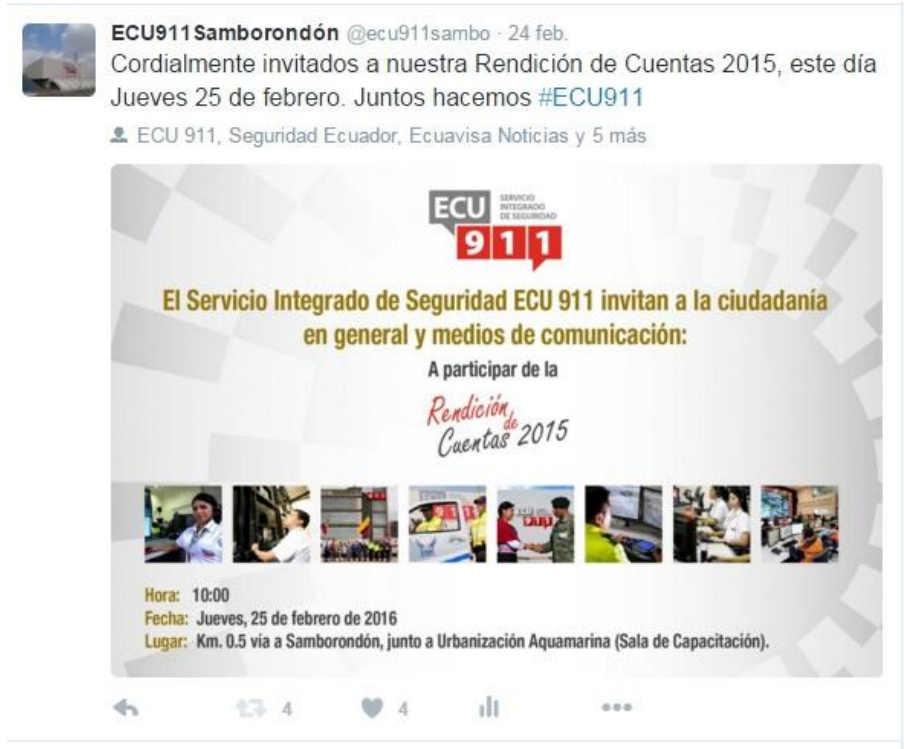 ECU911Samborondón @ecu911sambo · 24 feb.
Cordialmente invitados a nuestra Rendición de Cuentas 2015, este día
Jueves 25 de febrero. Juntos hacemos #ECU911
ECU 911, Seguridad Ecuador, Ecuavisa Noticias y 5 más
ECU
SERVICIO
INTEGRADO
DE SEGURIDAD
911
El Servicio Integrado de Seguridad ECU 911 invitan a la ciudadanía
en general y medios de comunicación:
A participar de la
Rendición
de
Cuentas 2015
Hora: 10:00
Fecha: Jueves, 25 de febrero de 2016
Lugar: Km. 0.5 vía a Samborondón, junto a Urbanización Aquamarina (Sala de Capacitación).
4
4